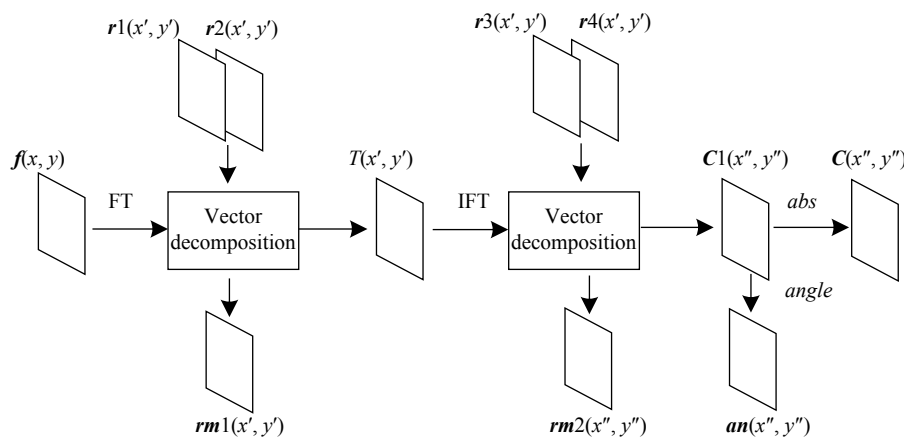 r1(x′, y′) r2(x′, y′)
r3(x′, y′) r4(x′, y′)
f(x, y)
FT
Vector
decomposition
T(x′, y′)
IFT
Vector
decomposition
C1(x″, y″)
abs
C(x″, y″)
angle
rm1(x′, y′)
rm2(x″, y″)
an(x″, y″)